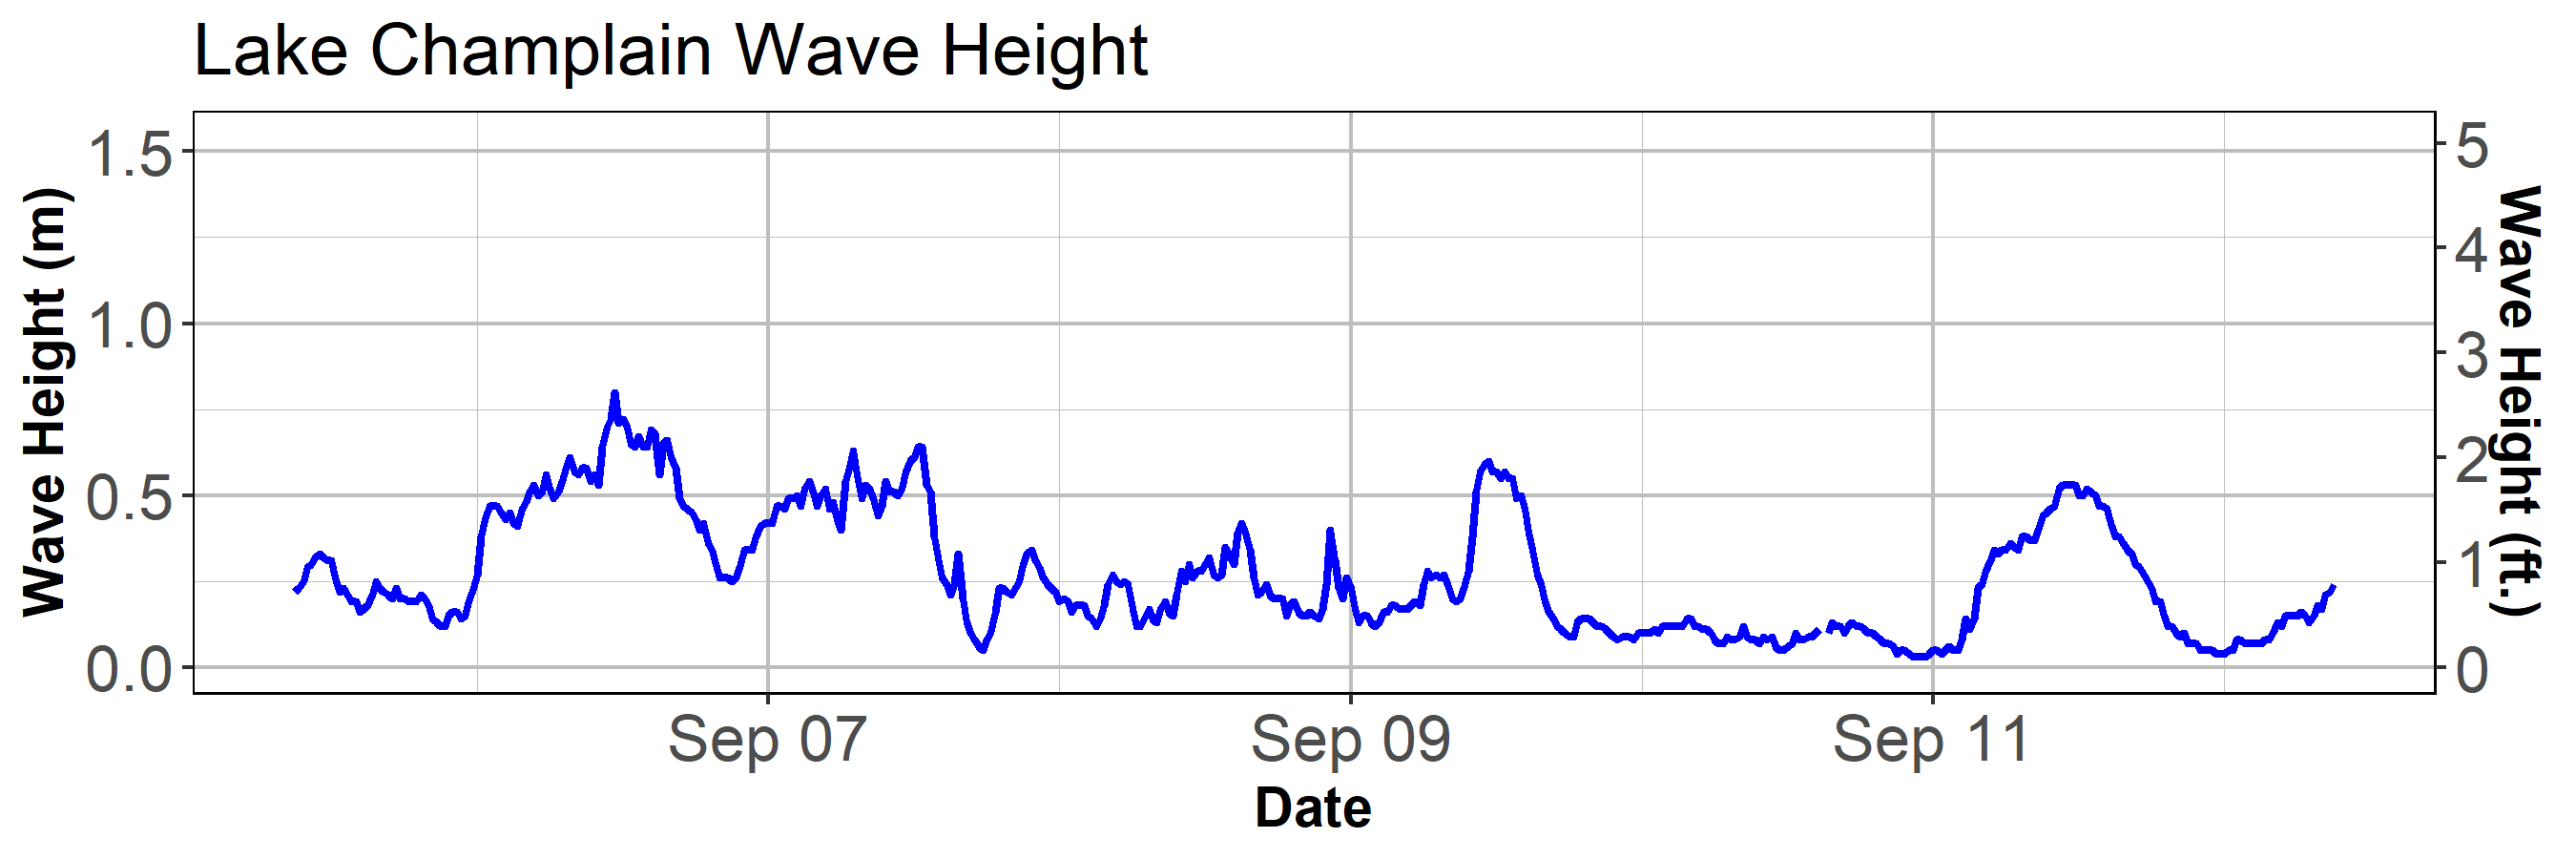 Lake Champlain Wave Height
Wave Height (m)
1.5
1.0
0.5
0.0
5
4
3
2
1
0
Wave Height (ft.)
Sep 07
Sep 09
Sep 11
Date